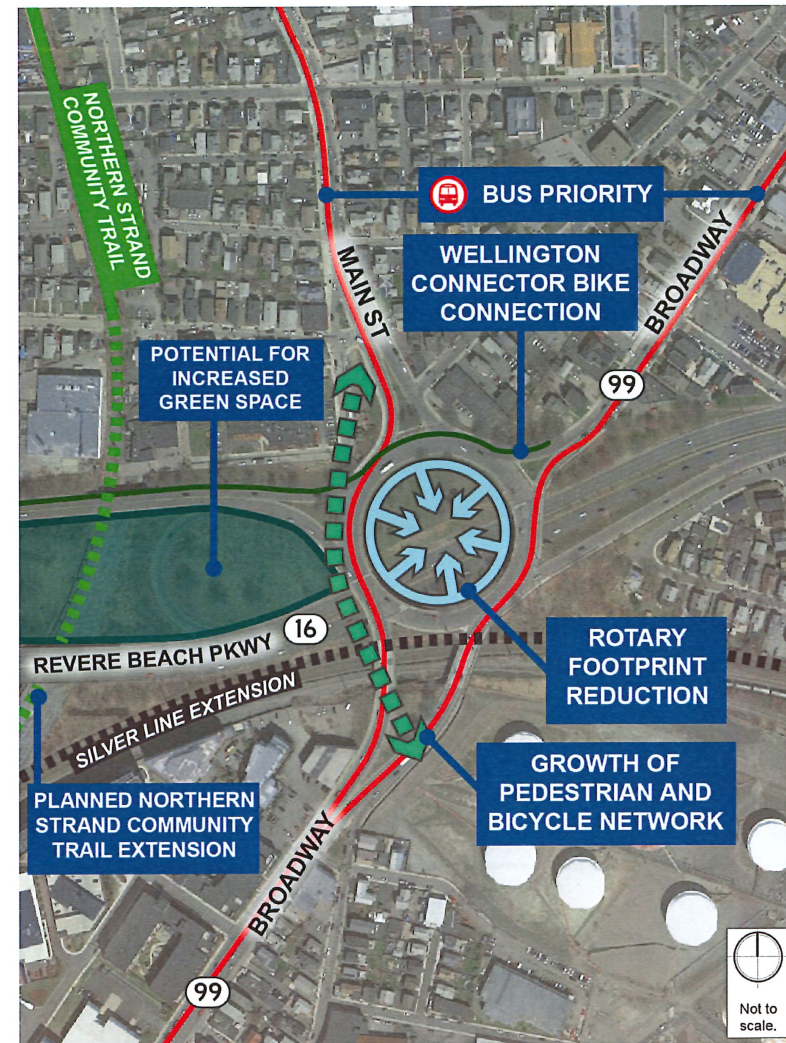 NORTHERN STRAND
COMMUNITY TRAIL
BUS PRIORITY
MAIN ST
WELLINGTON
CONNECTOR BIKE
CONNECTION
BROADWAY
99
POTENTIAL FOR
INCREASED
GREEN SPACE
16
REVERE BEACH PKWY
ROTARY
FOOTPRINT
REDUCTION
SILVER LINE EXTENSION
GROWTH OF
PEDESTRIAN AND
BICYCLE NETWORK
PLANNED NORTHERN
STRAND COMMUNITY
TRAIL EXTENSION
BROADWAY
99
Not to
scale.